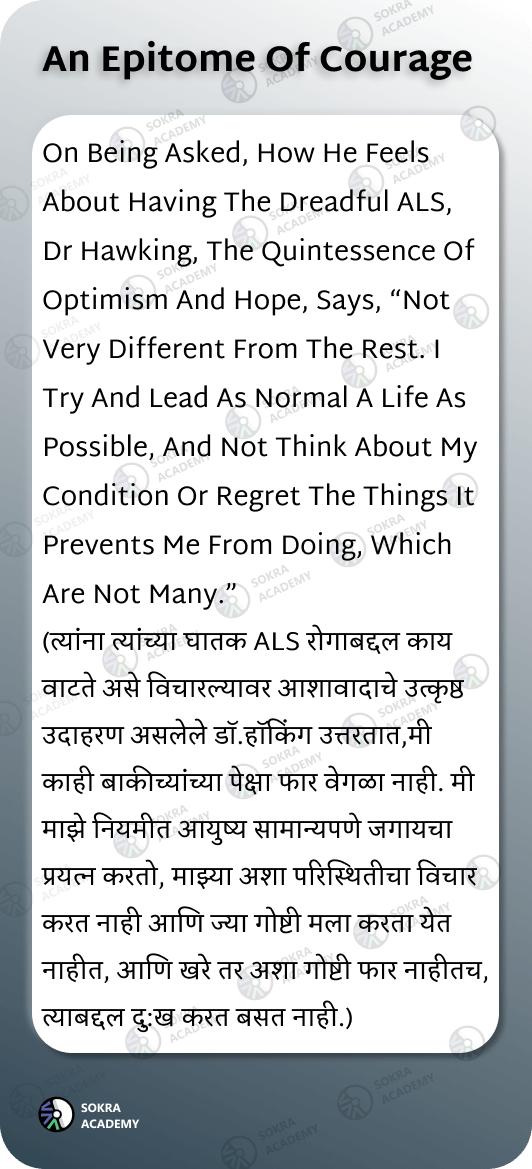 An Epitome Of Courage
On Being Asked, How He Feels
About Having The Dreadful ALS,
Dr Hawking, The Quintessence Of
Optimism And Hope, Says, “Not
Very Different From The Rest. I
Try And Lead As Normal A Life As
Possible, And Not Think About My
Condition Or Regret The Things It
Prevents Me From Doing, Which
Are Not Many.”
(त्यांना त्यांच्या घातक ALS रोगाबद्दल काय
वाटते असे विचारल्यावर आशावादाचे उत्कृष्ठ
उदाहरण असलेले डॉ.हॉकिंग उत्तरतात,मी
काही बाकीच्यांच्या पेक्षा फार वेगळा नाही. मी
माझे नियमीत आयुष्य सामान्यपणे जगायचा
प्रयत्न करतो, माझ्या अशा परिस्थितीचा विचार
करत नाही आणि ज्या गोष्टी मला करता येत
नाहीत, आणि खरे तर अशा गोष्टी फार नाहीतच,
त्याबद्दल दु:ख करत बसत नाही.)
SOKRA
ACADEMY